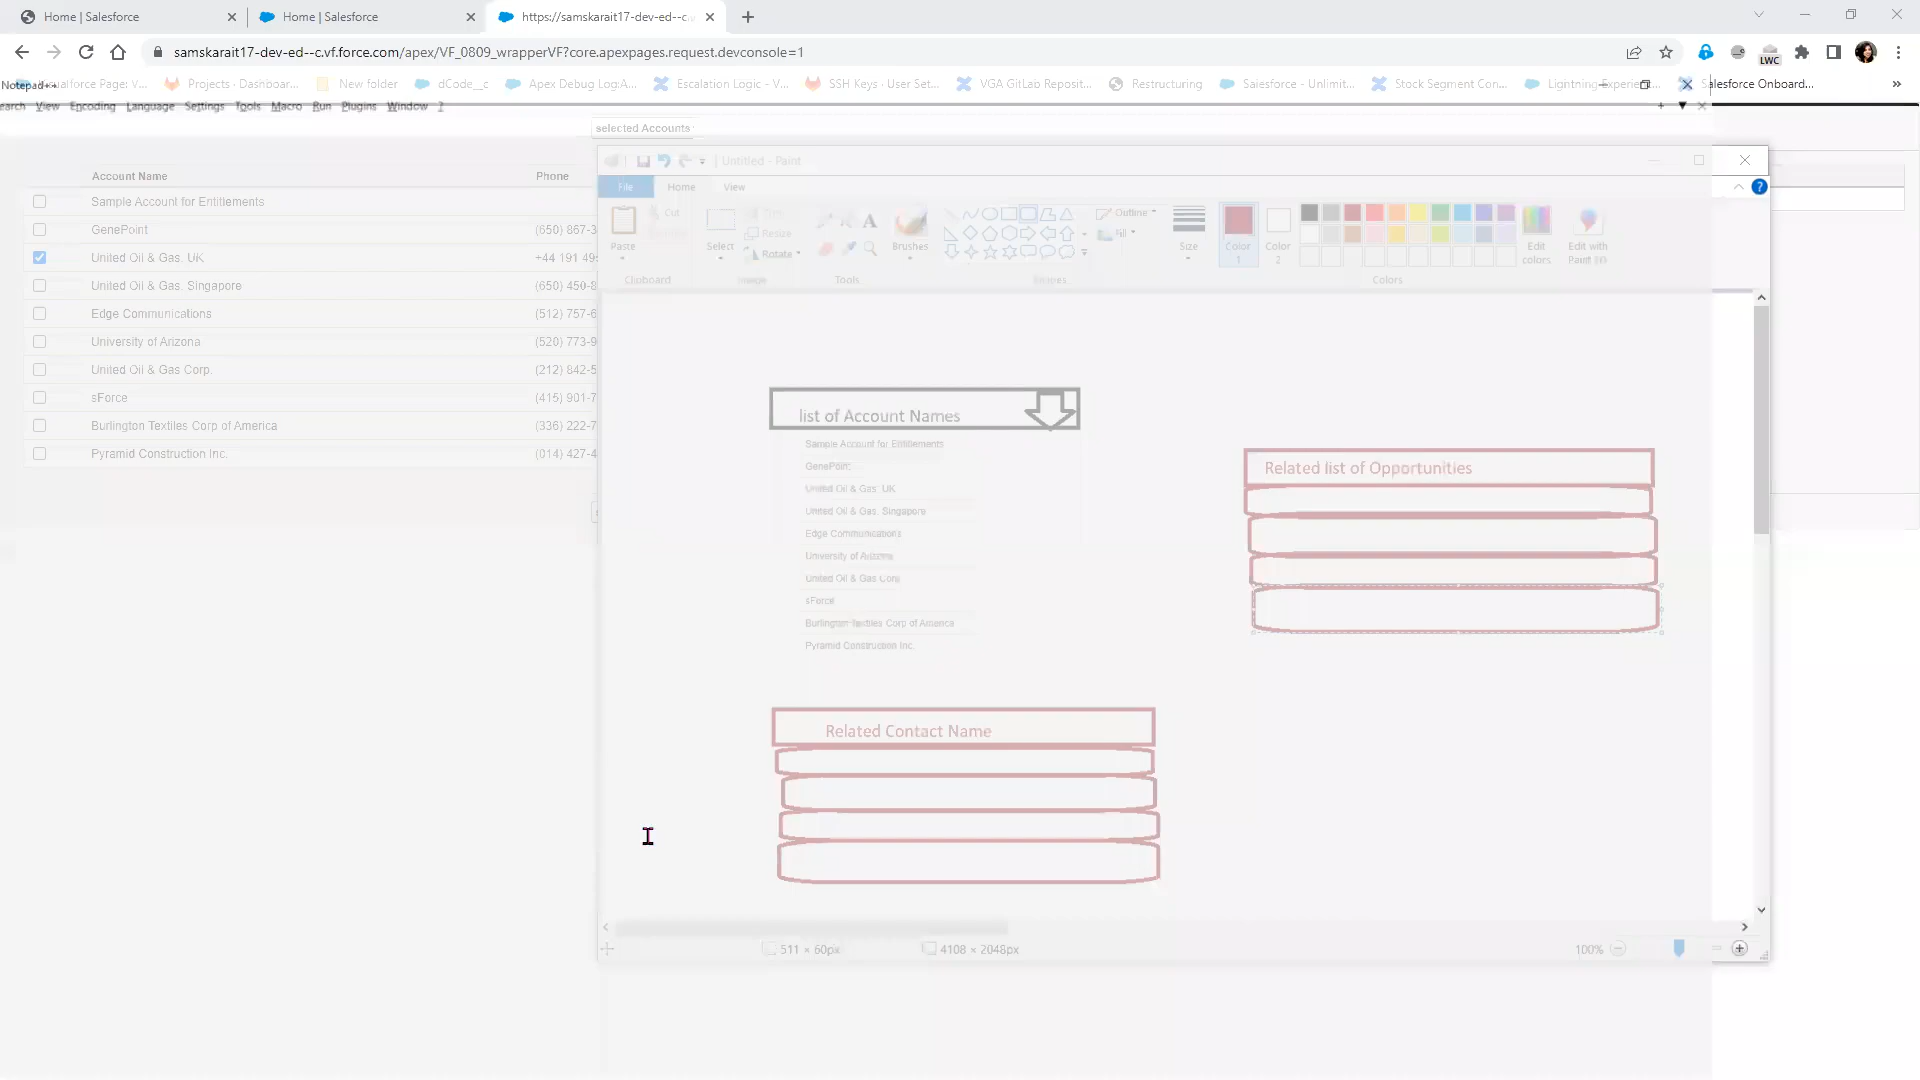 Home | Salesforce
Home | Salesforce
https://samskarait17-dev-ed--c.
samskarait17-dev-ed--c.vf.force.com/apex/VF_0809_wrapperVF?core.apexpages.request.devconsole=1
LWC
Notepad++
isualforce Page: V...
Projects · Dashboar...
New folder
dCode__c
Apex Debug Log:A...
Escalation Logic - V...
SSH Keys · User Set...
VGA GitLab Reposit...
Restructuring
Salesforce - Unlimit...
Stock Segment Con...
Lightning Experie...
alesforce Onboard...
earch View Encoding Language Settings Tools Macro Run Plugins Window ?
selected Accounts
Untitled - Paint
File Home View
Account Name
Phone
Sample Account for Entitlements
GenePoint
(650) 867-3
United Oil & Gas, UK
+44 191 49
United Oil & Gas, Singapore
(650) 450-8
Edge Communications
(512) 757-6
University of Arizona
(520) 773-9
United Oil & Gas Corp.
(212) 842-5
sForce
(415) 901-7
Burlington Textiles Corp of America
(336) 222-7
Pyramid Construction Inc.
(014) 427-4
Paste
Cut
Clipboard
Select
Resize
Rotate
Image
Tools
Brushes
Shapes
Outline
Fill
Size
Color 1
Color 2
Edit colors
Edit with Paint 3D
Colors
list of Account Names
Sample Account for Entitlements
GenePoint
United Oil & Gas, UK
United Oil & Gas, Singapore
Edge Communications
University of Arizona
United Oil & Gas Corp
sForce
Burlington Textiles Corp of America
Pyramid Construction Inc.
Related list of Opportunities
Related Contact Name
511 × 60px
4108 × 2048px
100%